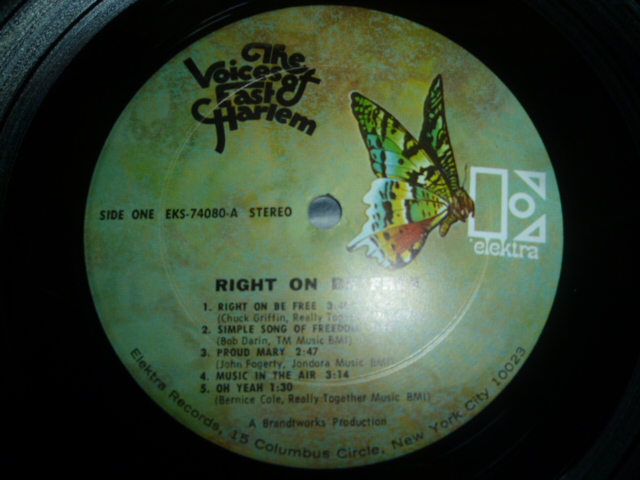 The
Voices of
East
Harlem
SIDE ONE EKS-74080-A STEREO
elektra
RIGHT ON BE FREE
1. RIGHT ON BE FREE
(Chuck Griffin, Really Together
2. SIMPLE SONG OF FREEDOM
(Bob Darin, TM Music BMI)
3. PROUD MARY 2:47
(John Fogerty, Jondora Music BMI)
4. MUSIC IN THE AIR 3:14
5. OH YEAH 1:30
(Bernice Cole, Really Together Music BMI)
A Brandtworks Production
Elektra Records, 15 Columbus Circle, New York City 10023